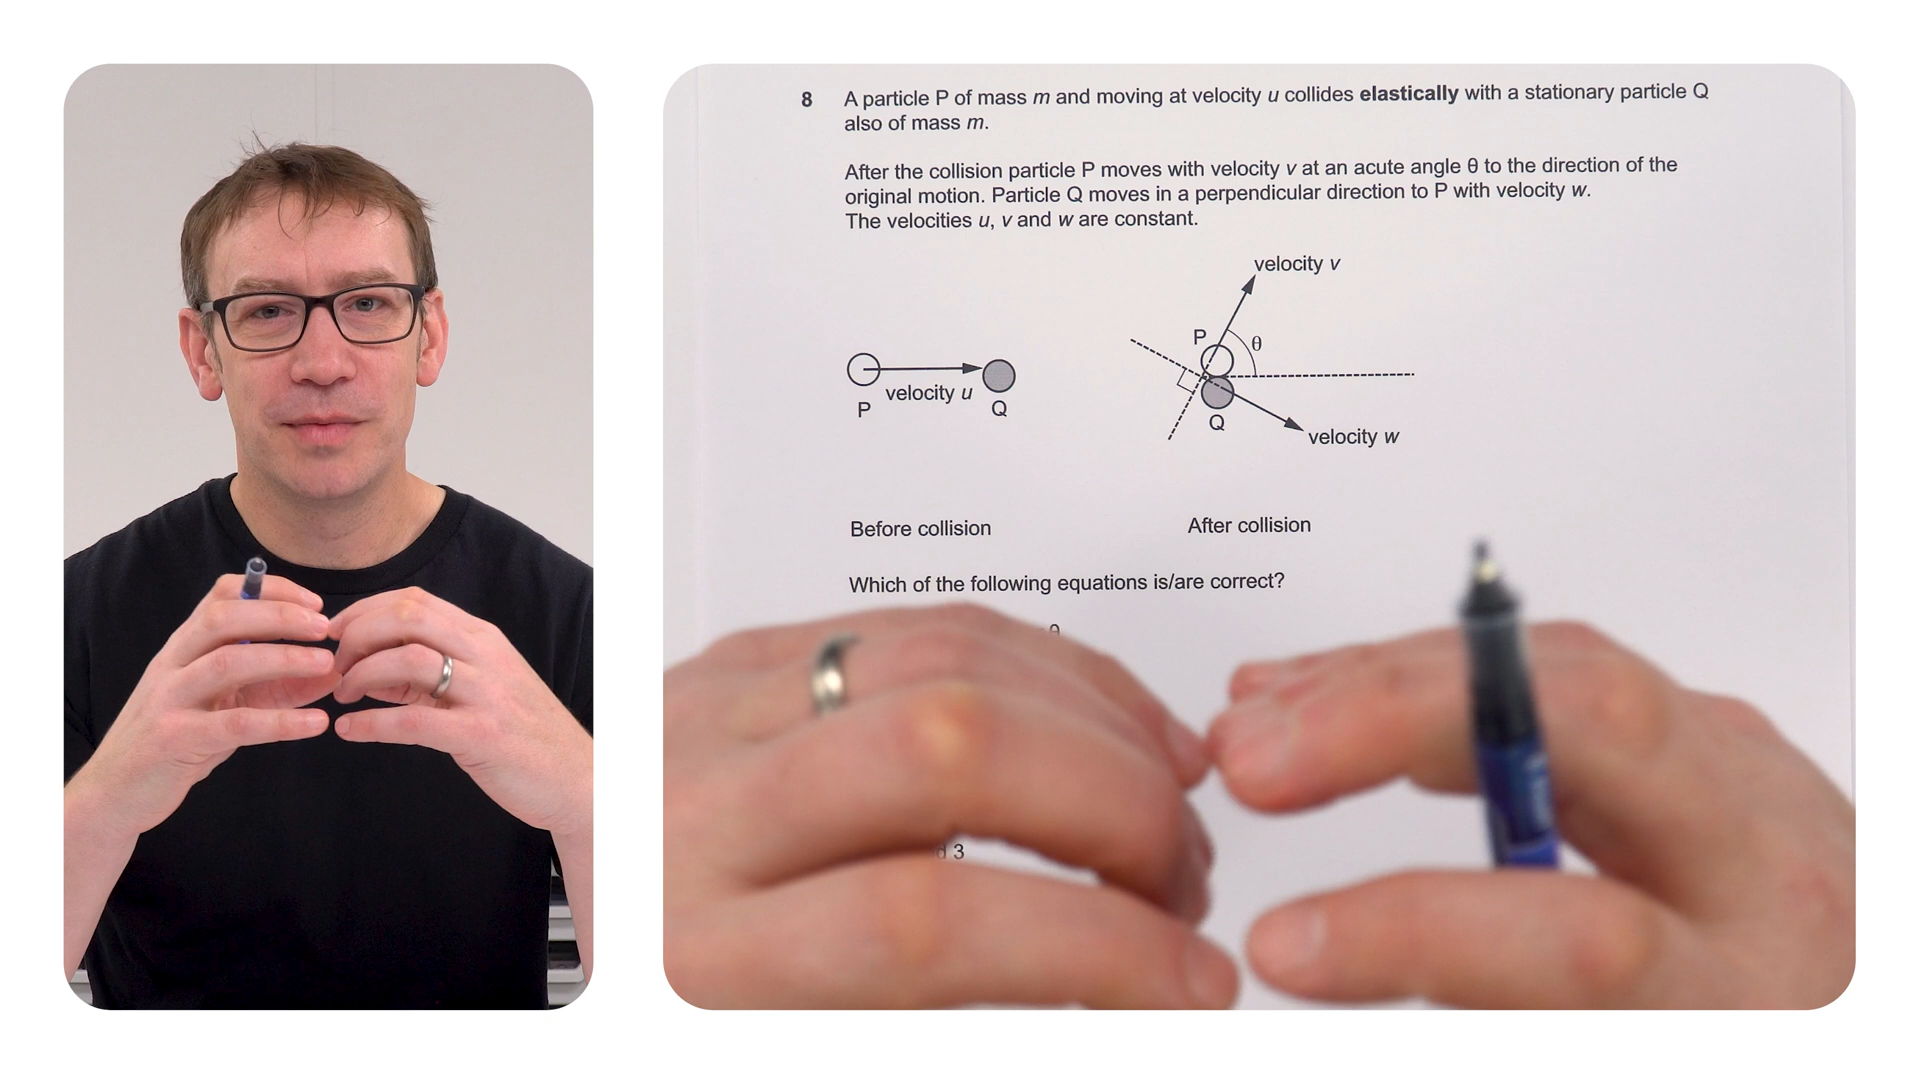 8 A particle P of mass m and moving at velocity u collides elastically with a stationary particle Q
also of mass m.
After the collision particle P moves with velocity v at an acute angle θ to the direction of the
original motion. Particle Q moves in a perpendicular direction to P with velocity w.
The velocities u, v and w are constant.
velocity v
P
θ
velocity u
P
Q
Q
velocity w
Before collision
After collision
Which of the following equations is/are correct?
θ
3